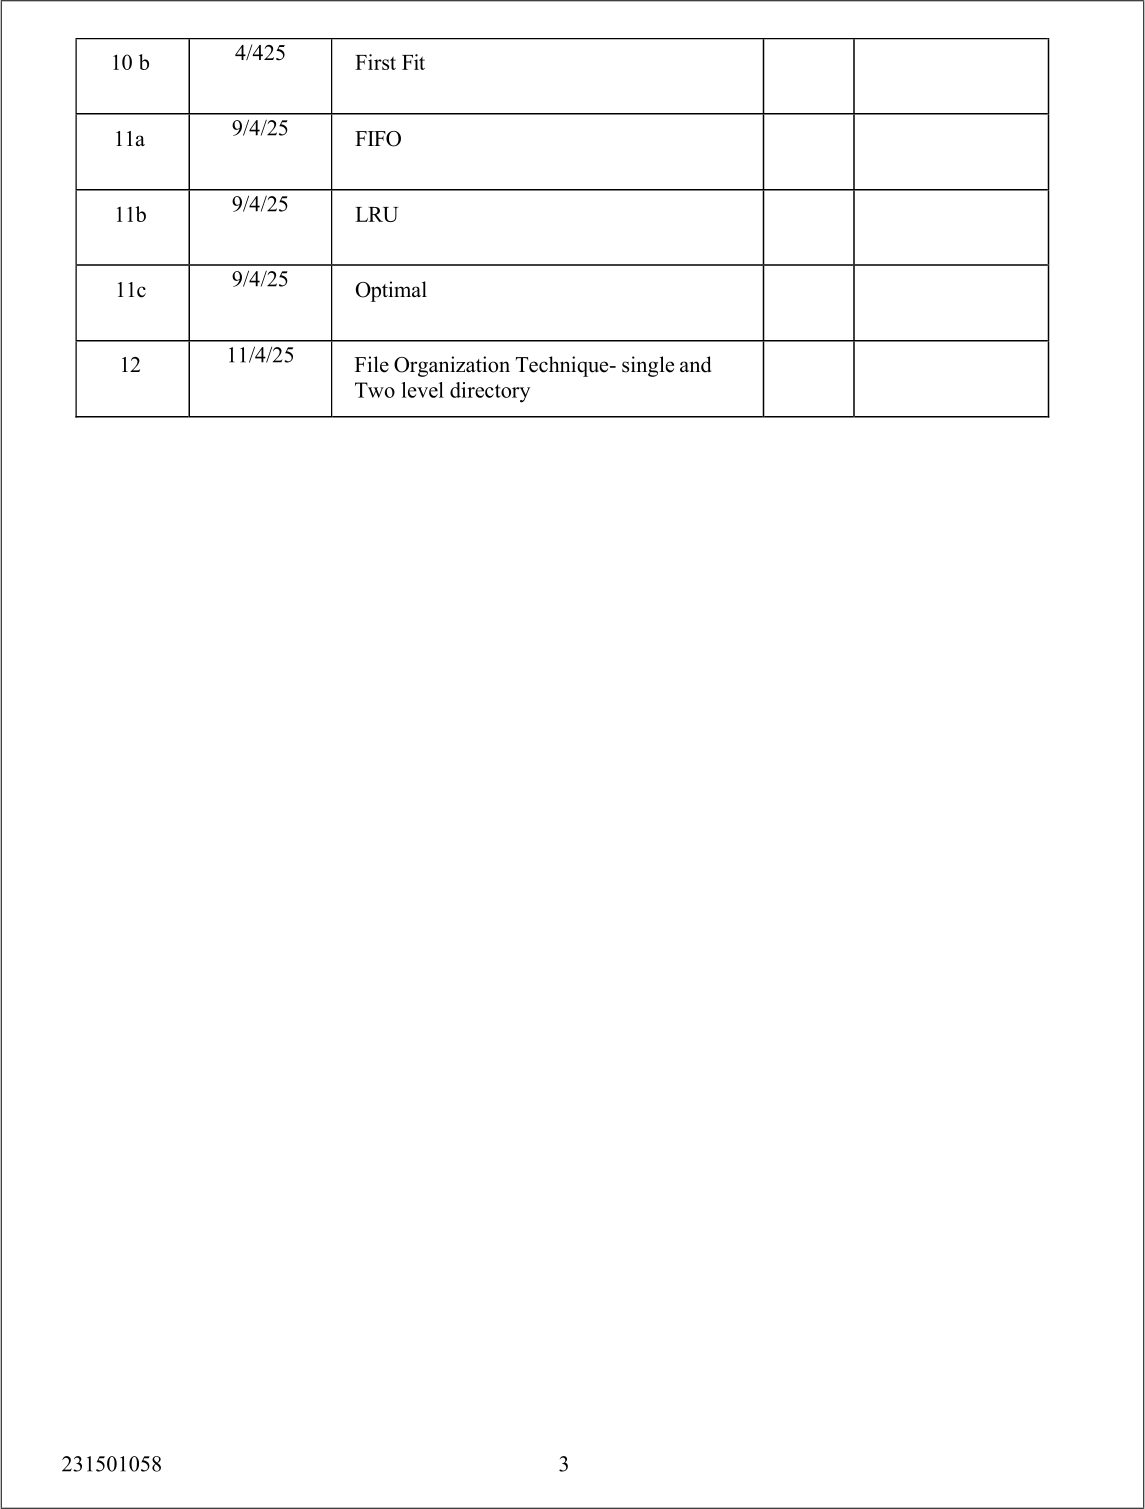 10 b 4/425 First Fit
11a 9/4/25 FIFO
11b 9/4/25 LRU
11c 9/4/25 Optimal
12 11/4/25 File Organization Technique- single and
Two level directory
231501058 3